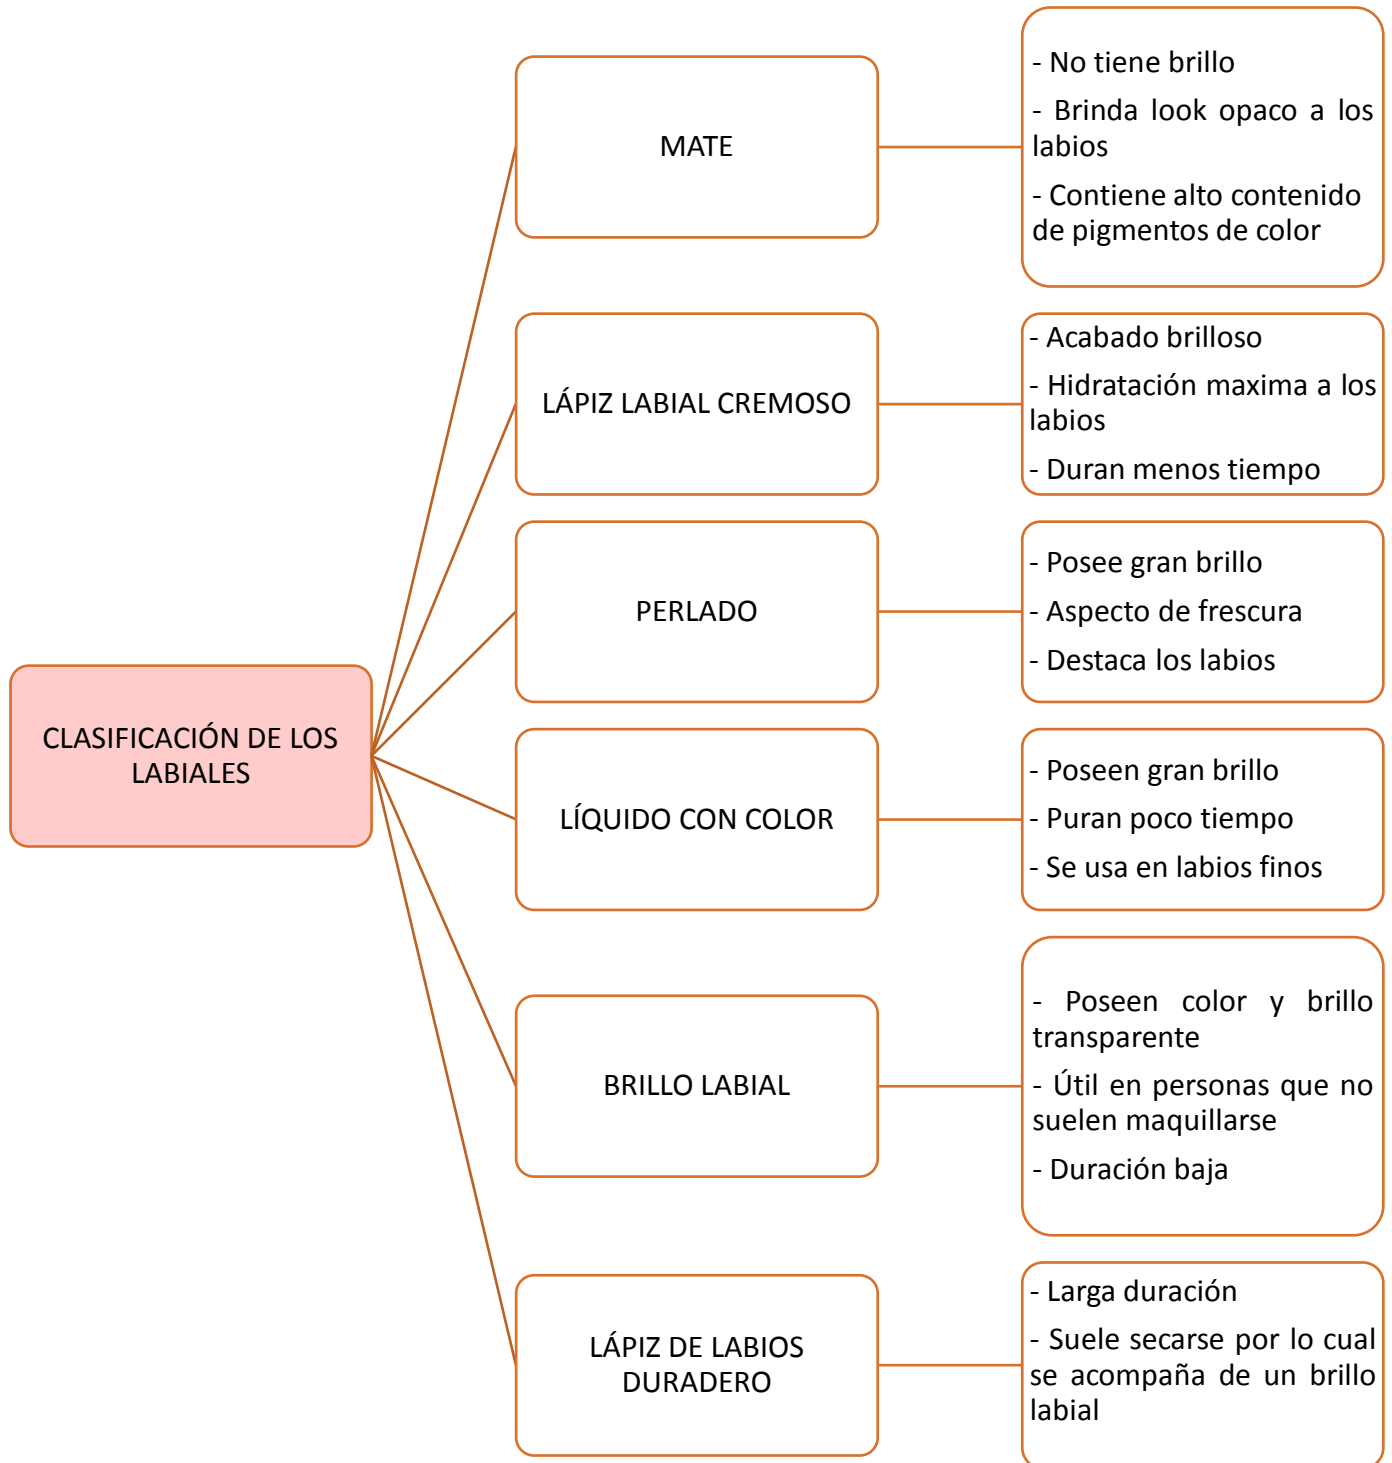 CLASIFICACIÓN DE LOS
LABIALES
MATE
- No tiene brillo
- Brinda look opaco a los
labios
- Contiene alto contenido
de pigmentos de color
LÁPIZ LABIAL CREMOSO
- Acabado brilloso
- Hidratación maxima a los
labios
- Duran menos tiempo
PERLADO
- Posee gran brillo
- Aspecto de frescura
- Destaca los labios
LÍQUIDO CON COLOR
- Poseen gran brillo
- Puran poco tiempo
- Se usa en labios finos
BRILLO LABIAL
- Poseen color y brillo
transparente
- Útil en personas que no
suelen maquillarse
- Duración baja
LÁPIZ DE LABIOS
DURADERO
- Larga duración
- Suele secarse por lo cual
se acompaña de un brillo
labial